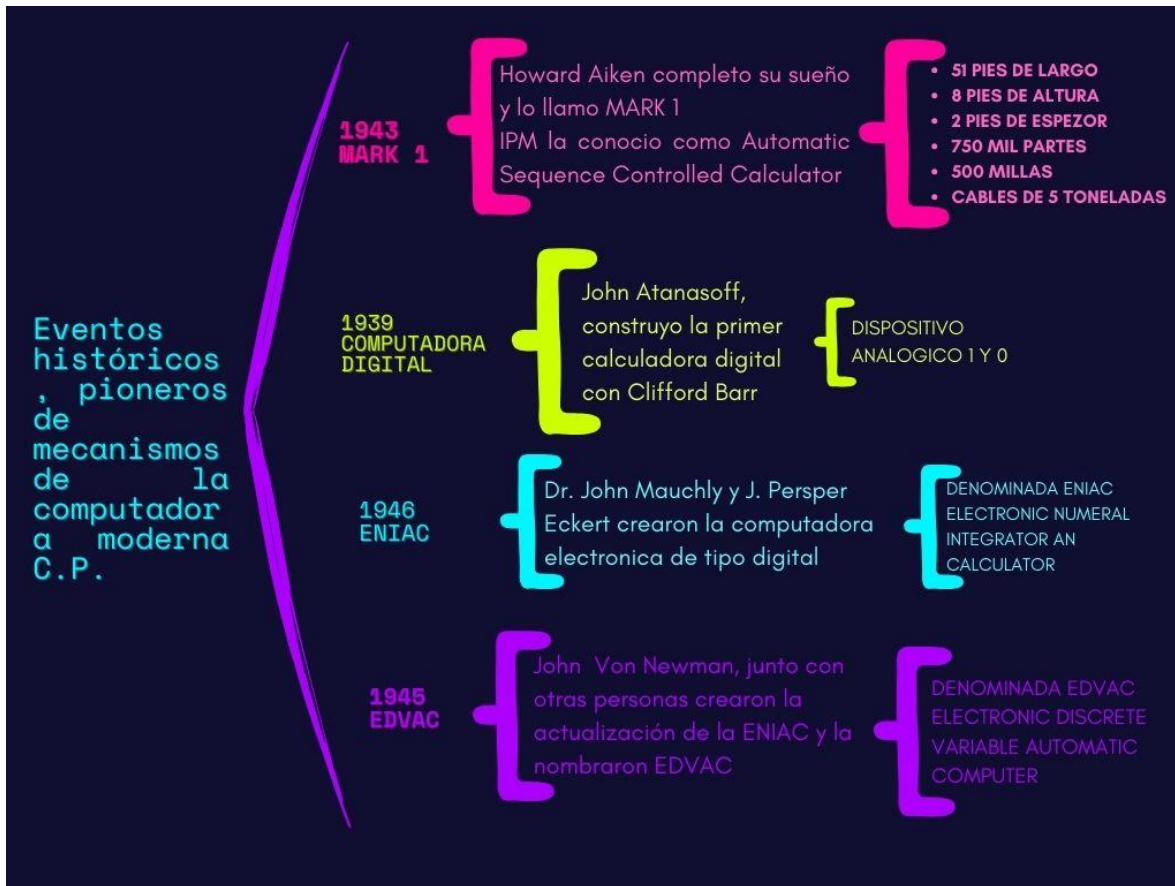 Eventos
históricos
, pioneros
de
mecanismos
de la
computador
a moderna
C.P.
1943
MARK 1
Howard Aiken completo su sueño
y lo llamo MARK 1
IPM la conocio como Automatic
Sequence Controlled Calculator
• 51 PIES DE LARGO
• 8 PIES DE ALTURA
• 2 PIES DE ESPEZOR
• 750 MIL PARTES
• 500 MILLAS
• CABLES DE 5 TONELADAS
1939
COMPUTADORA
DIGITAL
John Atanasoff,
construyo la primer
calculadora digital
con Clifford Barr
DISPOSITIVO
ANALOGICO 1 Y 0
1946
ENIAC
Dr. John Mauchly y J. Persper
Eckert crearon la computadora
electronica de tipo digital
DENOMINADA ENIAC
ELECTRONIC NUMERAL
INTEGRATOR AN
CALCULATOR
1945
EDVAC
John Von Newman, junto con
otras personas crearon la
actualización de la ENIAC y la
nombraron EDVAC
DENOMINADA EDVAC
ELECTRONIC DISCRETE
VARIABLE AUTOMATIC
COMPUTER